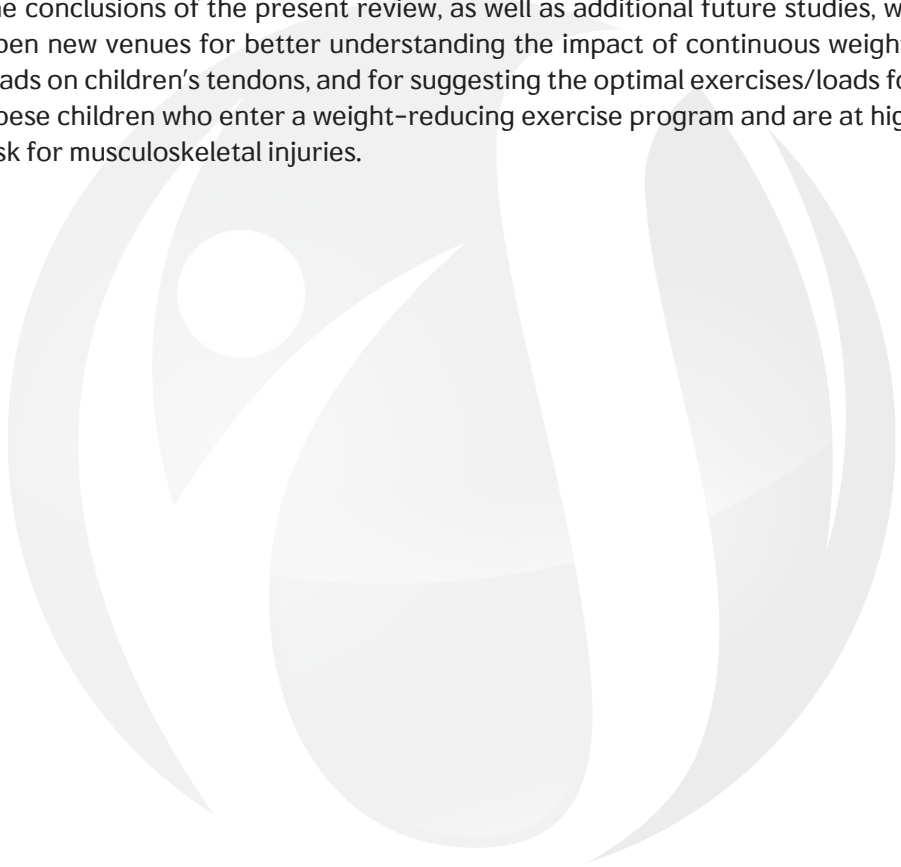 he conclusions of the present review, as well as additional future studies, w
pen new venues for better understanding the impact of continuous weight
ads on children's tendons, and for suggesting the optimal exercises/loads fo
bese children who enter a weight-reducing exercise program and are at hig
sk for musculoskeletal injuries.